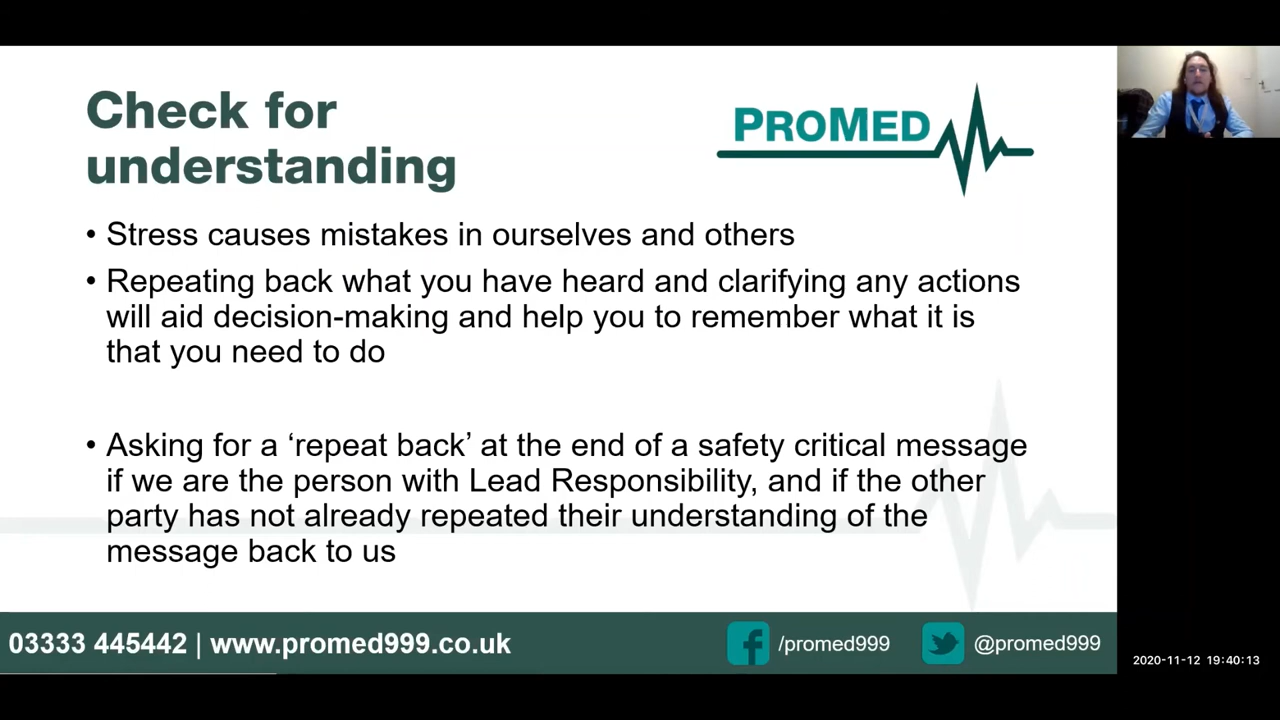 Check for
understanding
PROMED
• Stress causes mistakes in ourselves and others
• Repeating back what you have heard and clarifying any actions
will aid decision-making and help you to remember what it is
that you need to do
• Asking for a ‘repeat back’ at the end of a safety critical message
if we are the person with Lead Responsibility, and if the other
party has not already repeated their understanding of the
message back to us
03333 445442 | www.promed999.co.uk
/promed999
@promed999
2020-11-12 19:40:13